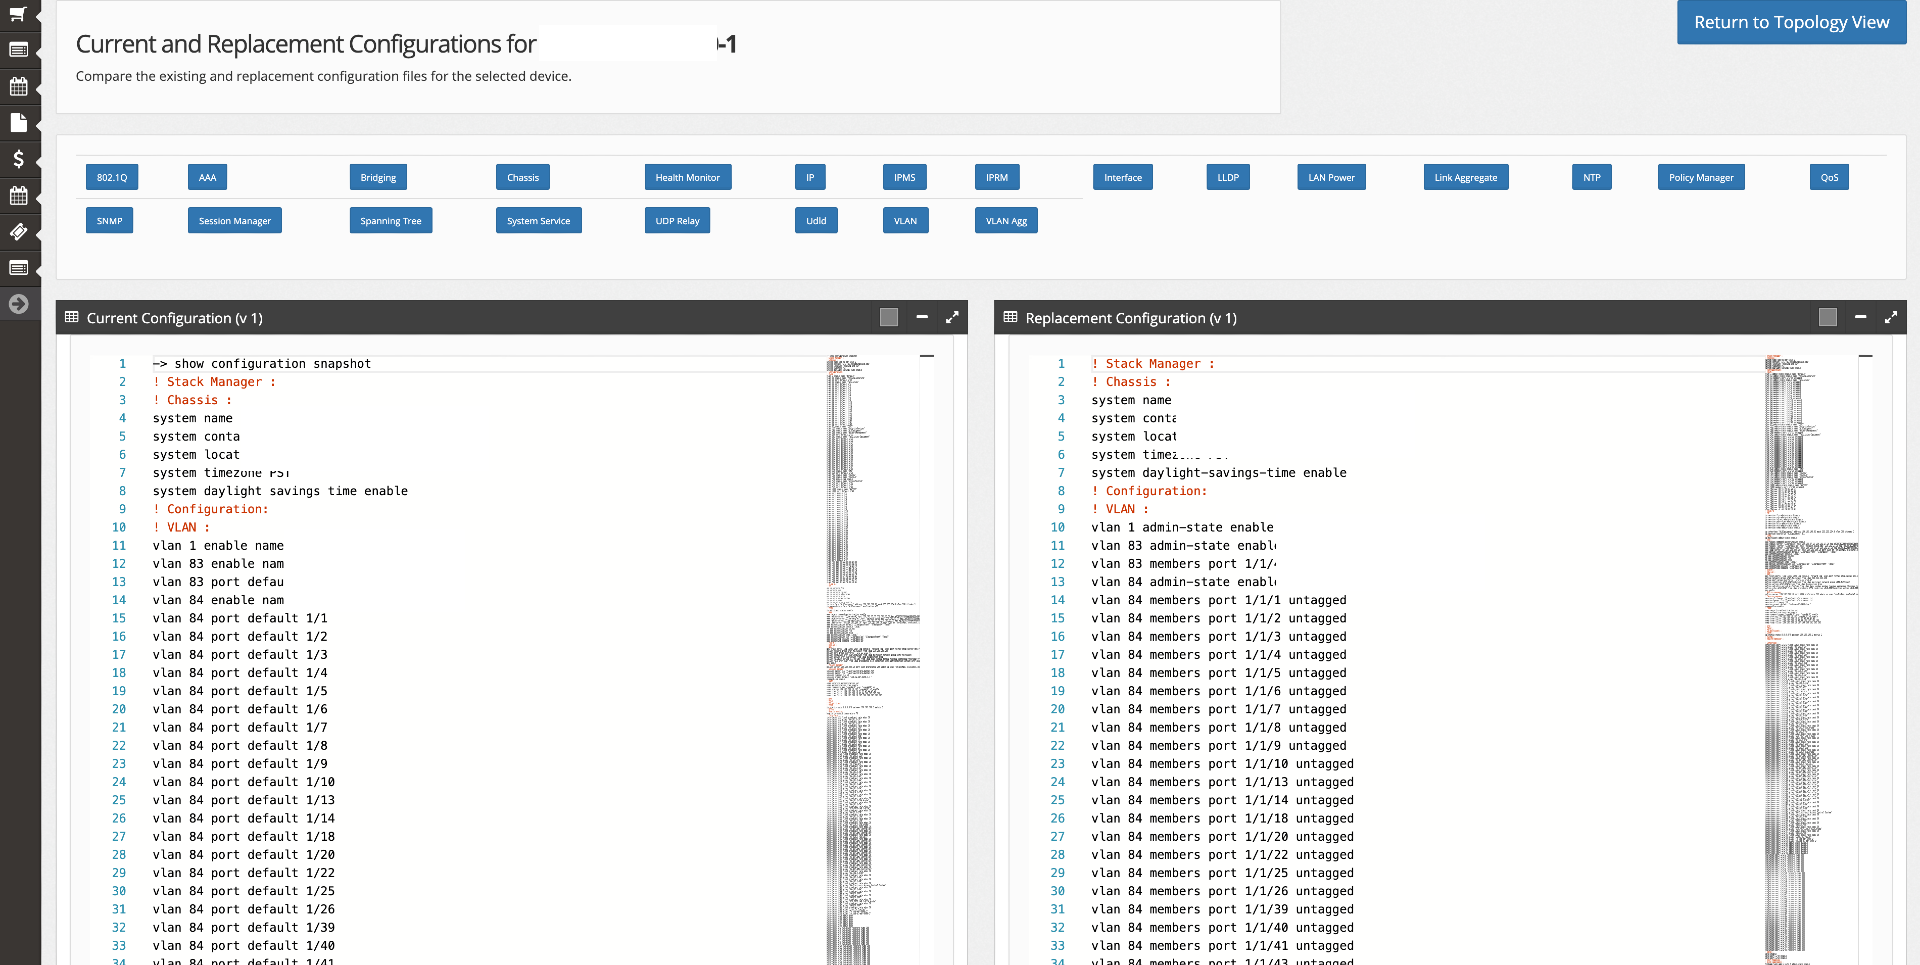 Return to Topology View
Current and Replacement Configurations for -1
Compare the existing and replacement configuration files for the selected device.
802.1Q AAA Bridging Chassis Health Monitor IP IPMS IPRM Interface LLDP LAN Power Link Aggregate NTP Policy Manager QoS
SNMP Session Manager Spanning Tree System Service UDP Relay Udld VLAN VLAN Agg
Current Configuration (v 1)
1 —> show configuration snapshot
2 ! Stack Manager :
3 ! Chassis :
4 system name
5 system conta
6 system locat
7 system timezone PST
8 system daylight savings time enable
9 ! Configuration:
10 ! VLAN :
11 vlan 1 enable name
12 vlan 83 enable nam
13 vlan 83 port defau
14 vlan 84 enable nam
15 vlan 84 port default 1/1
16 vlan 84 port default 1/2
17 vlan 84 port default 1/3
18 vlan 84 port default 1/4
19 vlan 84 port default 1/5
20 vlan 84 port default 1/6
21 vlan 84 port default 1/7
22 vlan 84 port default 1/8
23 vlan 84 port default 1/9
24 vlan 84 port default 1/10
25 vlan 84 port default 1/13
26 vlan 84 port default 1/14
27 vlan 84 port default 1/18
28 vlan 84 port default 1/20
29 vlan 84 port default 1/22
30 vlan 84 port default 1/25
31 vlan 84 port default 1/26
32 vlan 84 port default 1/39
33 vlan 84 port default 1/40
34 vlan 84 port default 1/41
Replacement Configuration (v 1)
1 ! Stack Manager :
2 ! Chassis :
3 system name
4 system conta
5 system locat
6 system timez
7 system daylight-savings-time enable
8 ! Configuration:
9 ! VLAN :
10 vlan 1 admin-state enable
11 vlan 83 admin-state enable
12 vlan 83 members port 1/1/
13 vlan 84 admin-state enable
14 vlan 84 members port 1/1/1 untagged
15 vlan 84 members port 1/1/2 untagged
16 vlan 84 members port 1/1/3 untagged
17 vlan 84 members port 1/1/4 untagged
18 vlan 84 members port 1/1/5 untagged
19 vlan 84 members port 1/1/6 untagged
20 vlan 84 members port 1/1/7 untagged
21 vlan 84 members port 1/1/8 untagged
22 vlan 84 members port 1/1/9 untagged
23 vlan 84 members port 1/1/10 untagged
24 vlan 84 members port 1/1/13 untagged
25 vlan 84 members port 1/1/14 untagged
26 vlan 84 members port 1/1/18 untagged
27 vlan 84 members port 1/1/20 untagged
28 vlan 84 members port 1/1/22 untagged
29 vlan 84 members port 1/1/25 untagged
30 vlan 84 members port 1/1/26 untagged
31 vlan 84 members port 1/1/39 untagged
32 vlan 84 members port 1/1/40 untagged
33 vlan 84 members port 1/1/41 untagged
34 vlan 84 members port 1/1/43 untagged